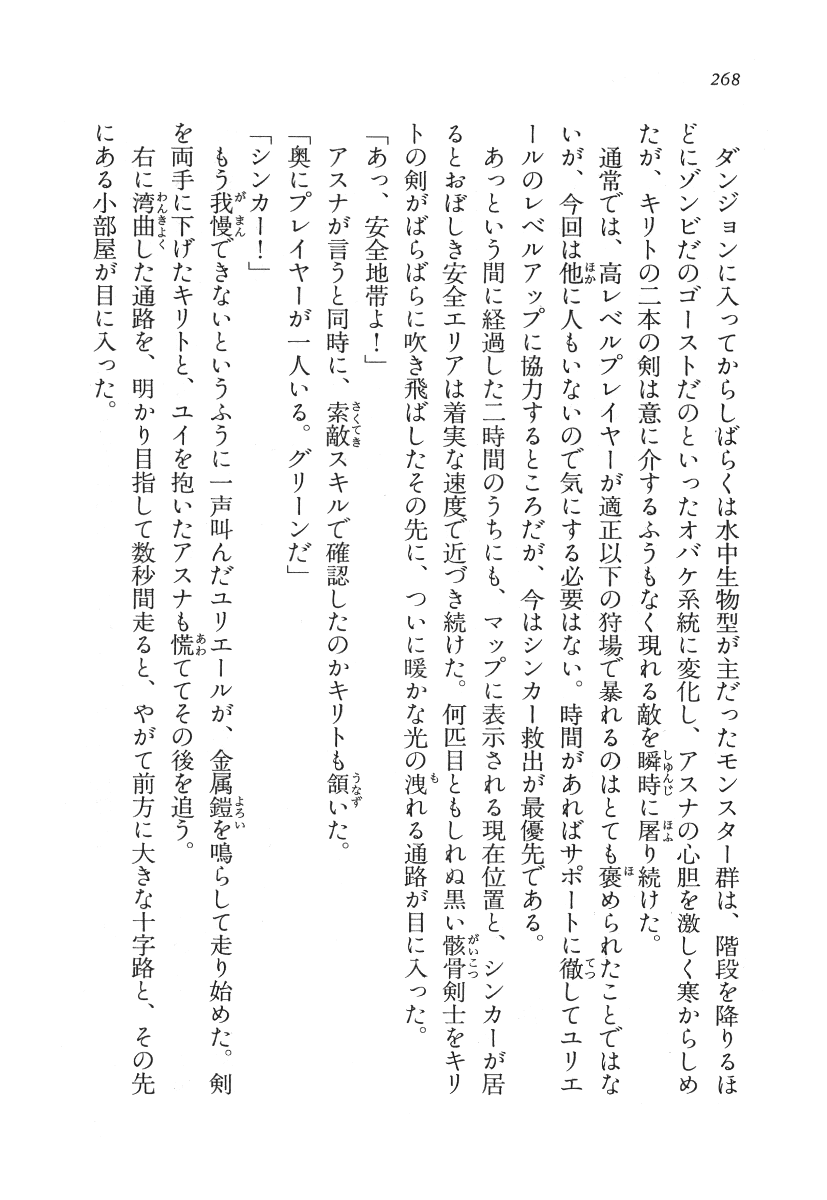 268
ダンジョンに入ってからしばらくは水中生物型が主だったモンスター群は、階段を降りるほ
どにゾンビだのゴーストだのといったオバケ系統に変化し、アスナの心胆を激しく寒からしめ
たが、キリトの二本の剣は意に介するふうもなく現れる敵を瞬時に屠り続けた。
通常では、高レベルプレイヤーが適正以下の狩場で暴れるのはとても褒められたことではな
いが、今回は他に人もいないので気にする必要はない。時間があればサポートに徹してユリエ
ールのレベルアップに協力するところだが、今はシンカー救出が最優先である。
あっという間に経過した二時間のうちにも、マップに表示される現在位置と、シンカーが居
るとおぼしき安全エリアは着実な速度で近づき続けた。何匹目ともしれぬ黒い骸骨剣士をキリ
トの剣がばらばらに吹き飛ばしたその先に、ついに暖かな光の洩れる通路が目に入った。
「あっ、安全地帯よ！」
アスナが言うと同時に、索敵スキルで確認したのかキリトも頷いた。
「奥にプレイヤーが一人いる。グリーンだ」
「シンカー！」
もう我慢できないというふうに一声叫んだユリエールが、金属鎧を鳴らして走り始めた。剣
を両手に下げたキリトと、ユイを抱いたアスナも慌ててその後を追う。
右に湾曲した通路を、明かり目指して数秒間走ると、やがて前方に大きな十字路と、その先
にある小部屋が目に入った。